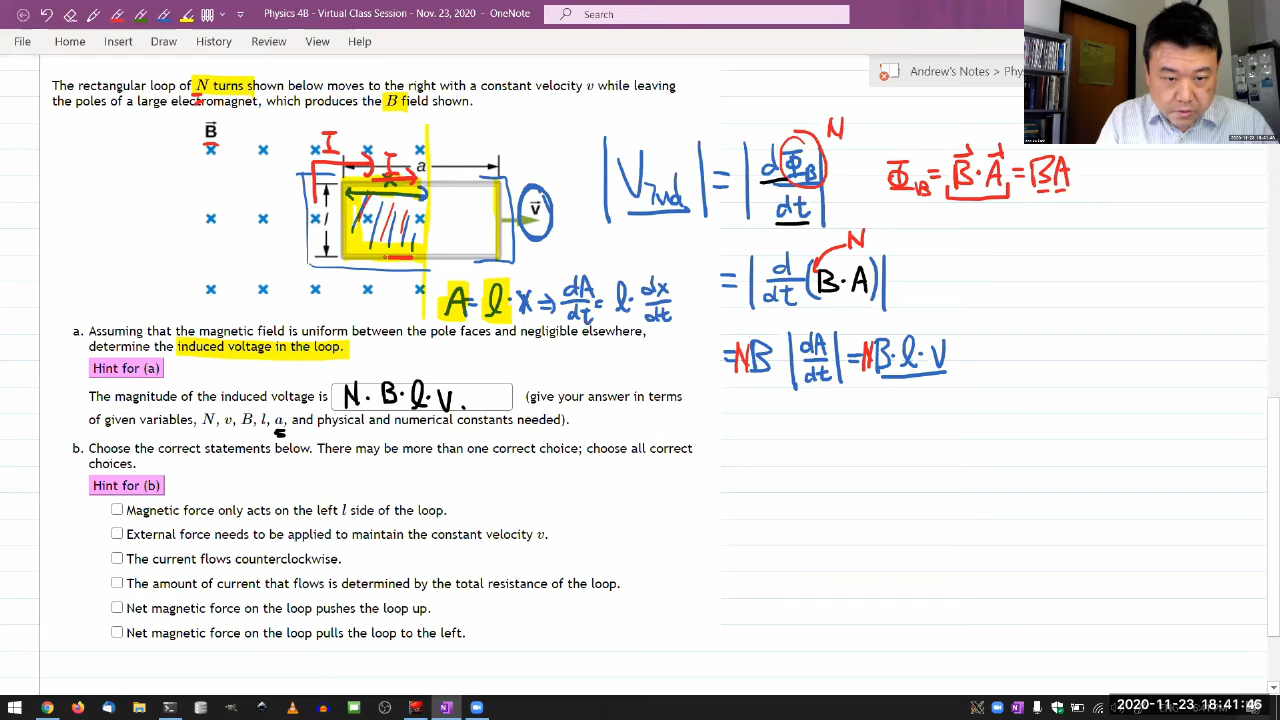 Physics 4B - Virtual Class Session - Nov. 23, 2020 - OneNote
Search
File Home Insert Draw History Review View Help
Andrew's Notes > Phy
2020-11-23 18:41:46
The rectangular loop of N turns shown below moves to the right with a constant velocity v while leaving
the poles of a large electromagnet, which produces the B field shown.
B
I I a
l
v
A = l · x ⇒ dA/dt = l · dx/dt
|V ind| = |dΦB/dt| N
ΦB = B · A = BA
N
= |d/dt (B · A)|
= NB |dA/dt| = NB · l · v
a. Assuming that the magnetic field is uniform between the pole faces and negligible elsewhere,
determine the induced voltage in the loop.
Hint for (a)
The magnitude of the induced voltage is N · B · l · v. (give your answer in terms
of given variables, N, v, B, l, a, and physical and numerical constants needed).
b. Choose the correct statements below. There may be more than one correct choice; choose all correct
choices.
Hint for (b)
Magnetic force only acts on the left l side of the loop.
External force needs to be applied to maintain the constant velocity v.
The current flows counterclockwise.
The amount of current that flows is determined by the total resistance of the loop.
Net magnetic force on the loop pushes the loop up.
Net magnetic force on the loop pulls the loop to the left.
2020-11-23 18:41:46